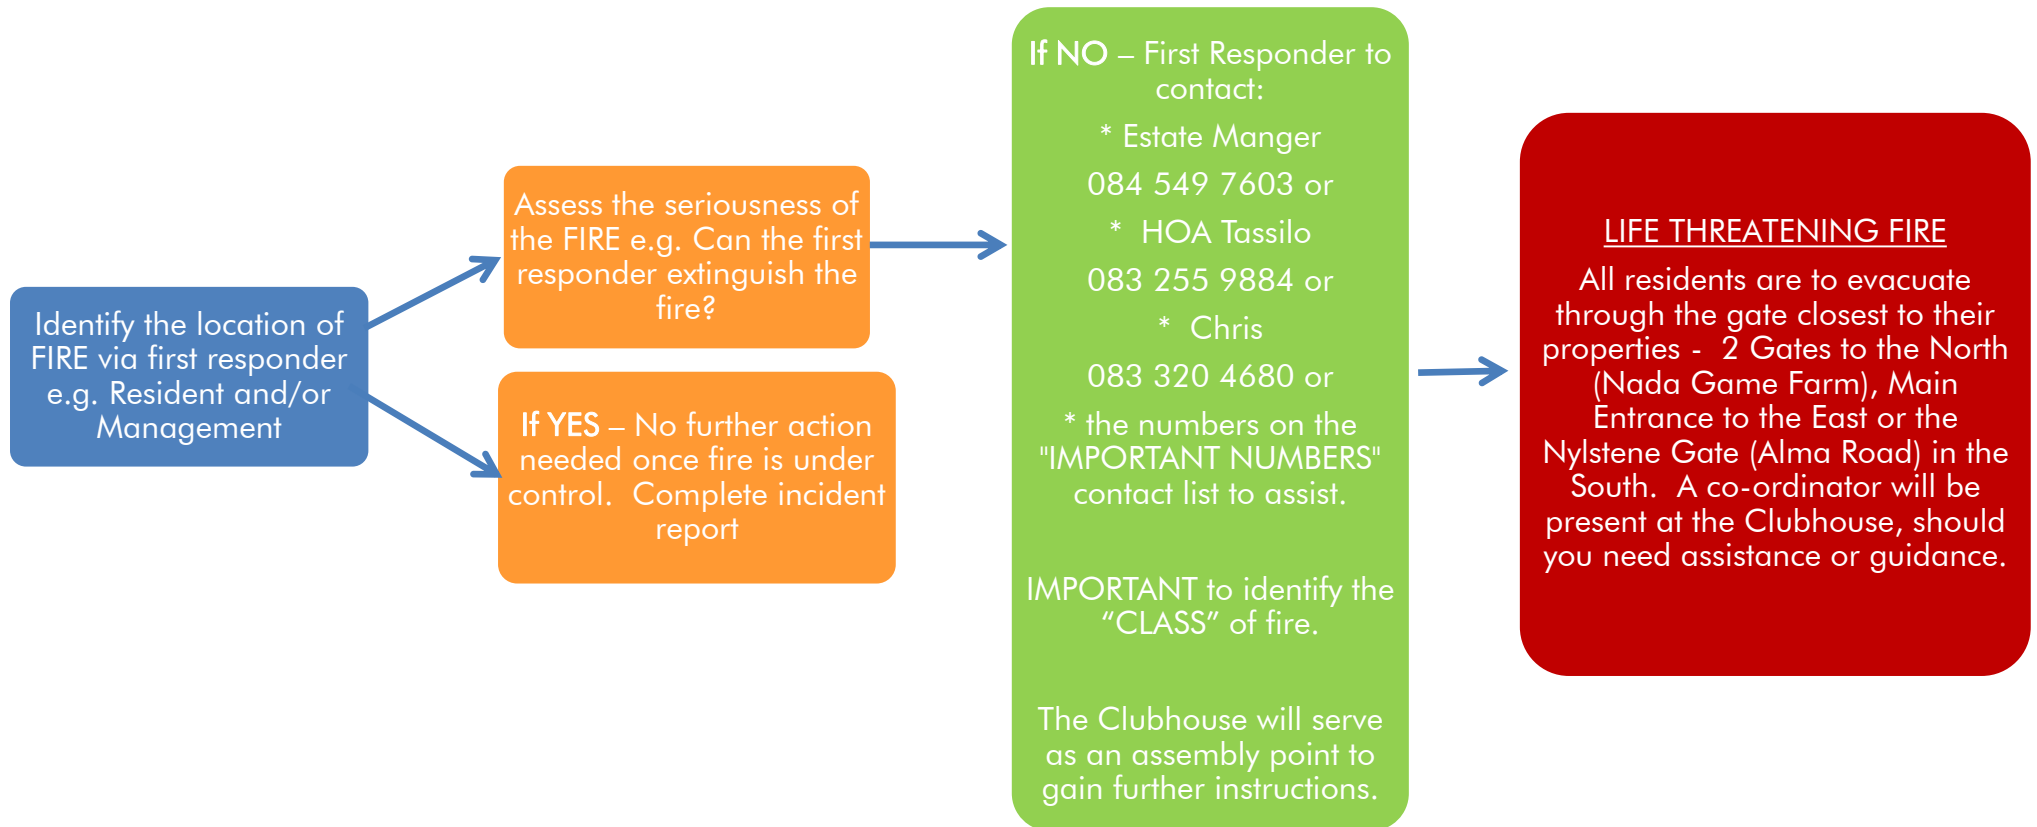 Identify the location of
FIRE via first responder
e.g. Resident and/or
Management
Assess the seriousness of
the FIRE e.g. Can the first
responder extinguish the
fire?
If YES – No further action
needed once fire is under
control.  Complete incident
report
If NO – First Responder to
contact:
* Estate Manger
084 549 7603 or
*  HOA Tassilo
083 255 9884 or
*  Chris
083 320 4680 or
* the numbers on the
"IMPORTANT NUMBERS"
contact list to assist.
IMPORTANT to identify the
“CLASS” of fire.
The Clubhouse will serve
as an assembly point to
gain further instructions.
LIFE THREATENING FIRE
All residents are to evacuate
through the gate closest to their
properties -  2 Gates to the North
(Nada Game Farm), Main
Entrance to the East or the
Nylstene Gate (Alma Road) in the
South.  A co-ordinator will be
present at the Clubhouse, should
you need assistance or guidance.